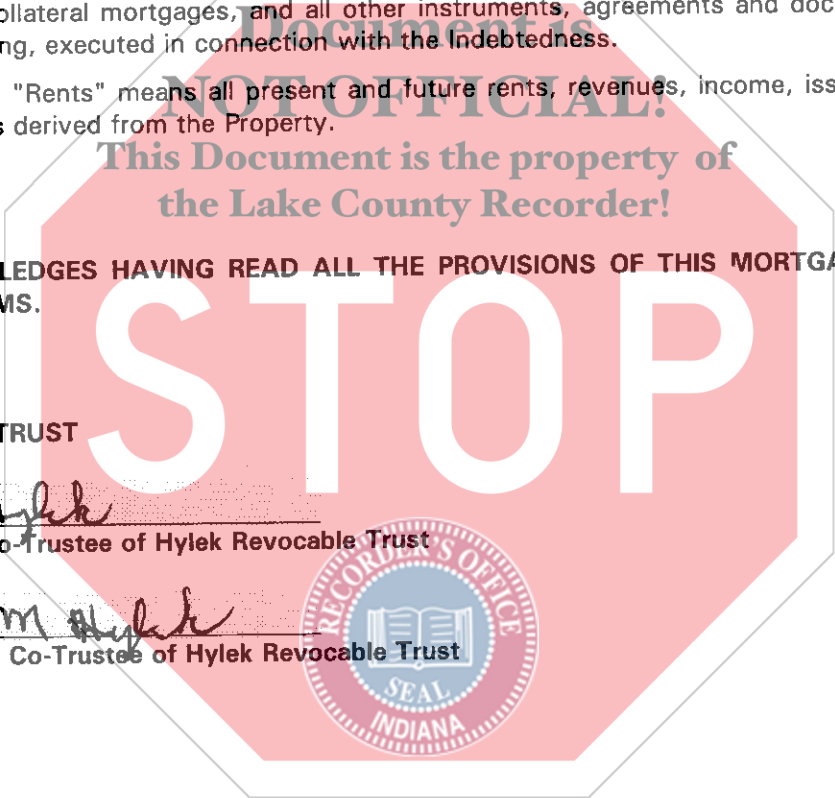 ollateral mortgages, and all other instruments, agreements and doc
Document is
ng, executed in connection with the Indebtedness.
NOT OFFICIAL!
"Rents" means all present and future rents, revenues, income, iss
s derived from the Property.
This Document is the property of
the Lake County Recorder!
LEDGES HAVING READ ALL THE PROVISIONS OF THIS MORTGA
MS.
STOP
TRUST
ylek
o-Trustee of Hylek Revocable Trust
M Hylek
Co-Trustee of Hylek Revocable Trust
RECORDER'S OFFICE
SEAL
INDIANA